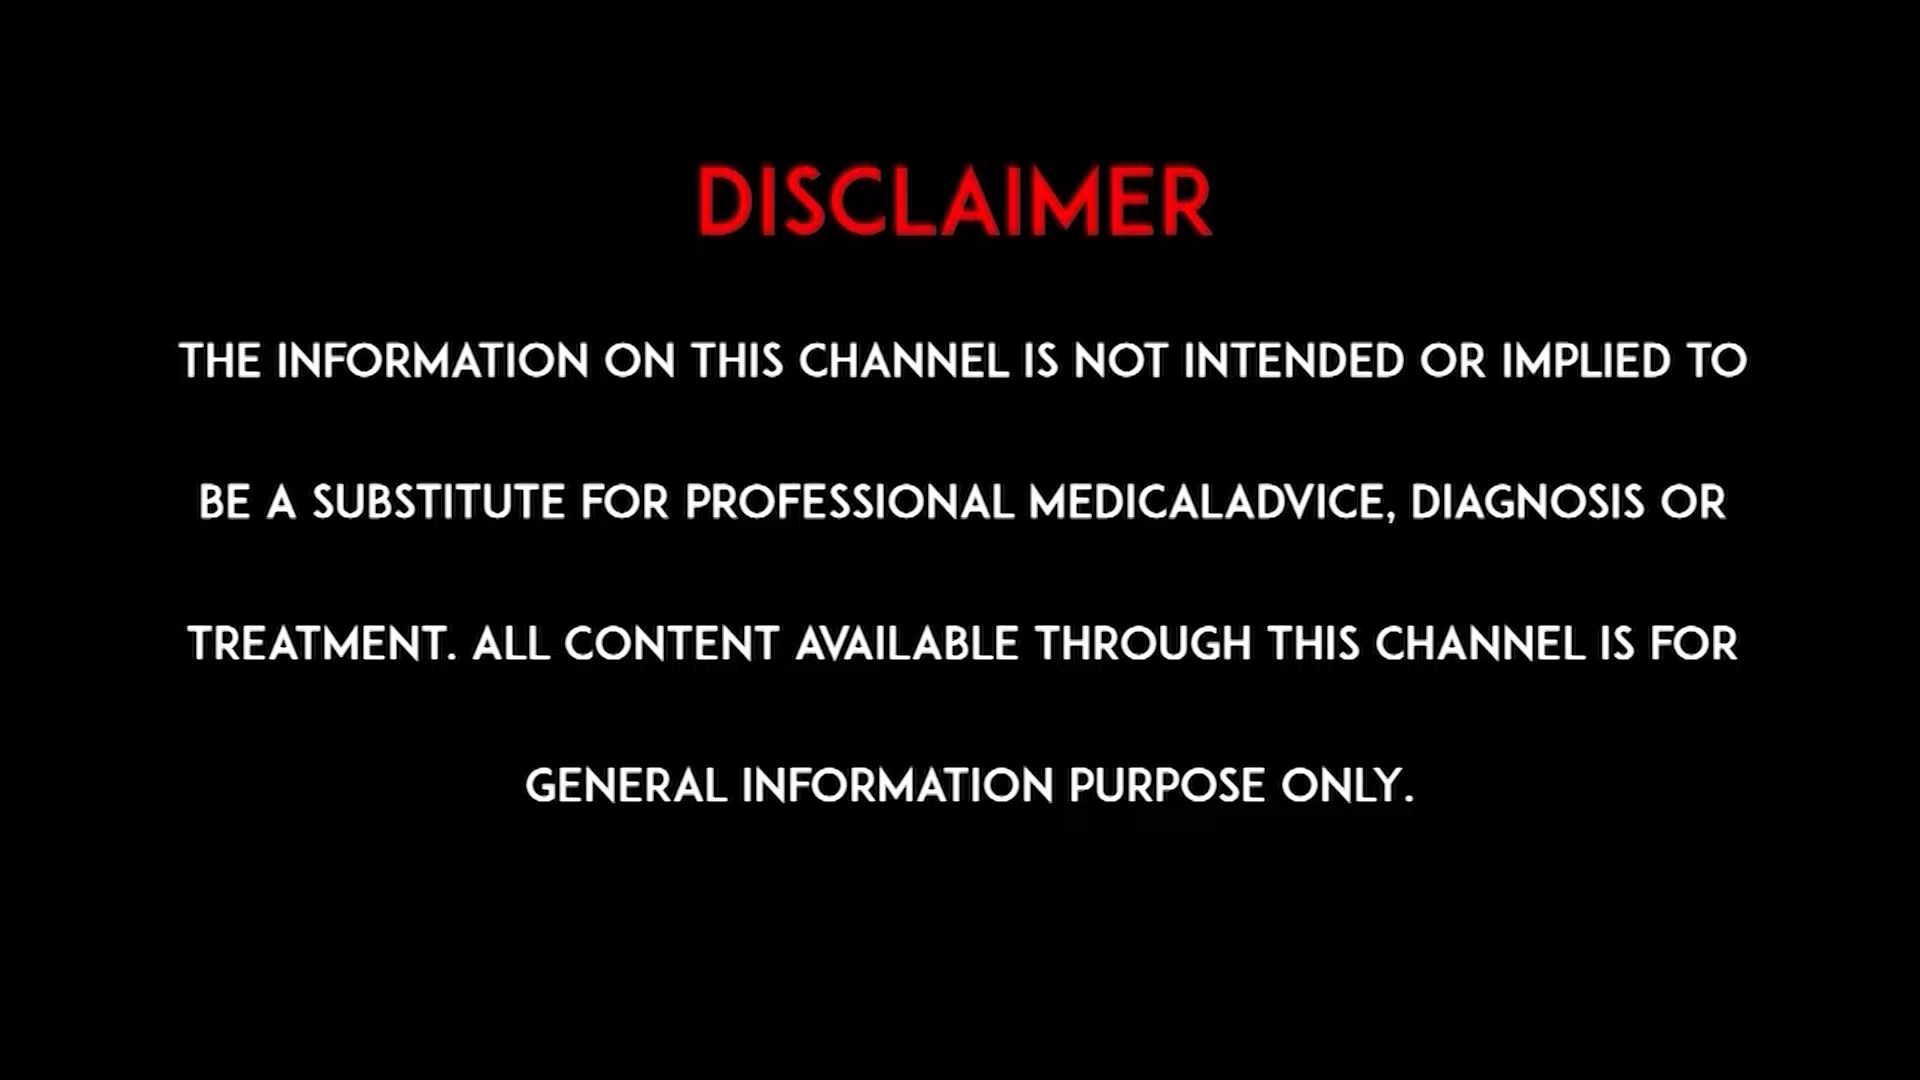 DISCLAIMER
THE INFORMATION ON THIS CHANNEL IS NOT INTENDED OR IMPLIED TO
BE A SUBSTITUTE FOR PROFESSIONAL MEDICALADVICE, DIAGNOSIS OR
TREATMENT. ALL CONTENT AVAILABLE THROUGH THIS CHANNEL IS FOR
GENERAL INFORMATION PURPOSE ONLY.